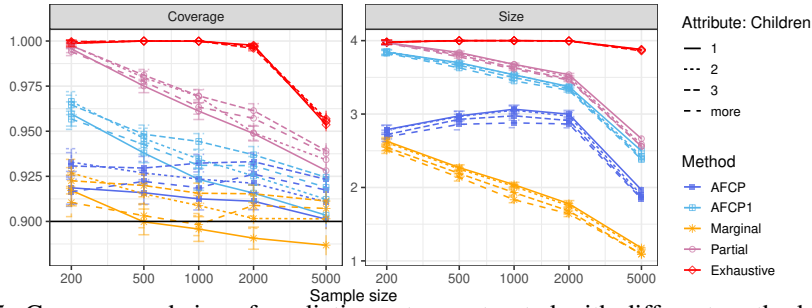 Coverage
Size
1.000
0.975
0.950
0.925
0.900
4
3
2
1
200
500
1000
2000
5000
200
500
1000
2000
5000
Sample size
Attribute: Children
1
2
3
more
Method
AFCP
AFCP1
Marginal
Partial
Exhaustive